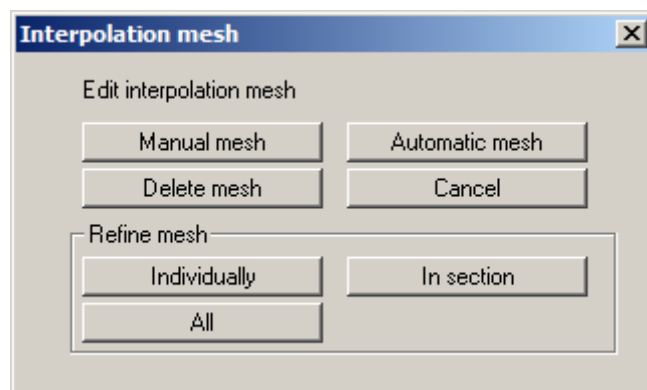 Interpolation mesh
Edit interpolation mesh
Manual mesh Automatic mesh
Delete mesh Cancel
Refine mesh
Individually In section
All